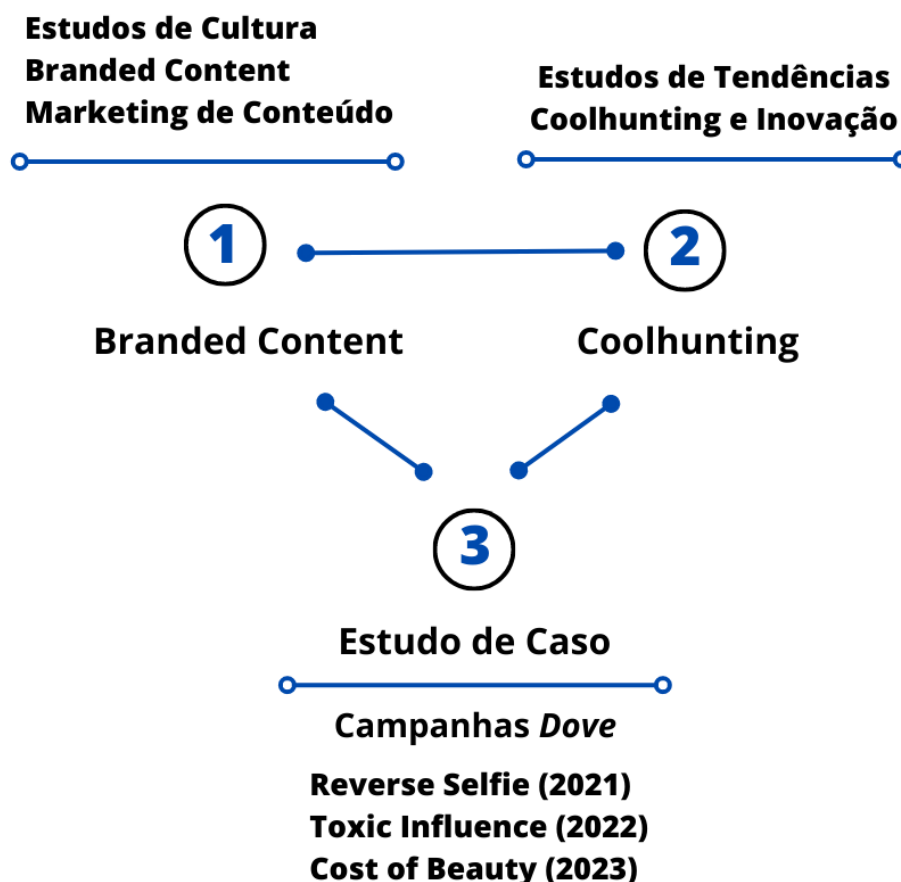 Estudos de Cultura
Branded Content
Marketing de Conteúdo
Estudos de Tendências
Coolhunting e Inovação
1
2
Branded Content
Coolhunting
3
Estudo de Caso
Campanhas Dove
Reverse Selfie (2021)
Toxic Influence (2022)
Cost of Beauty (2023)